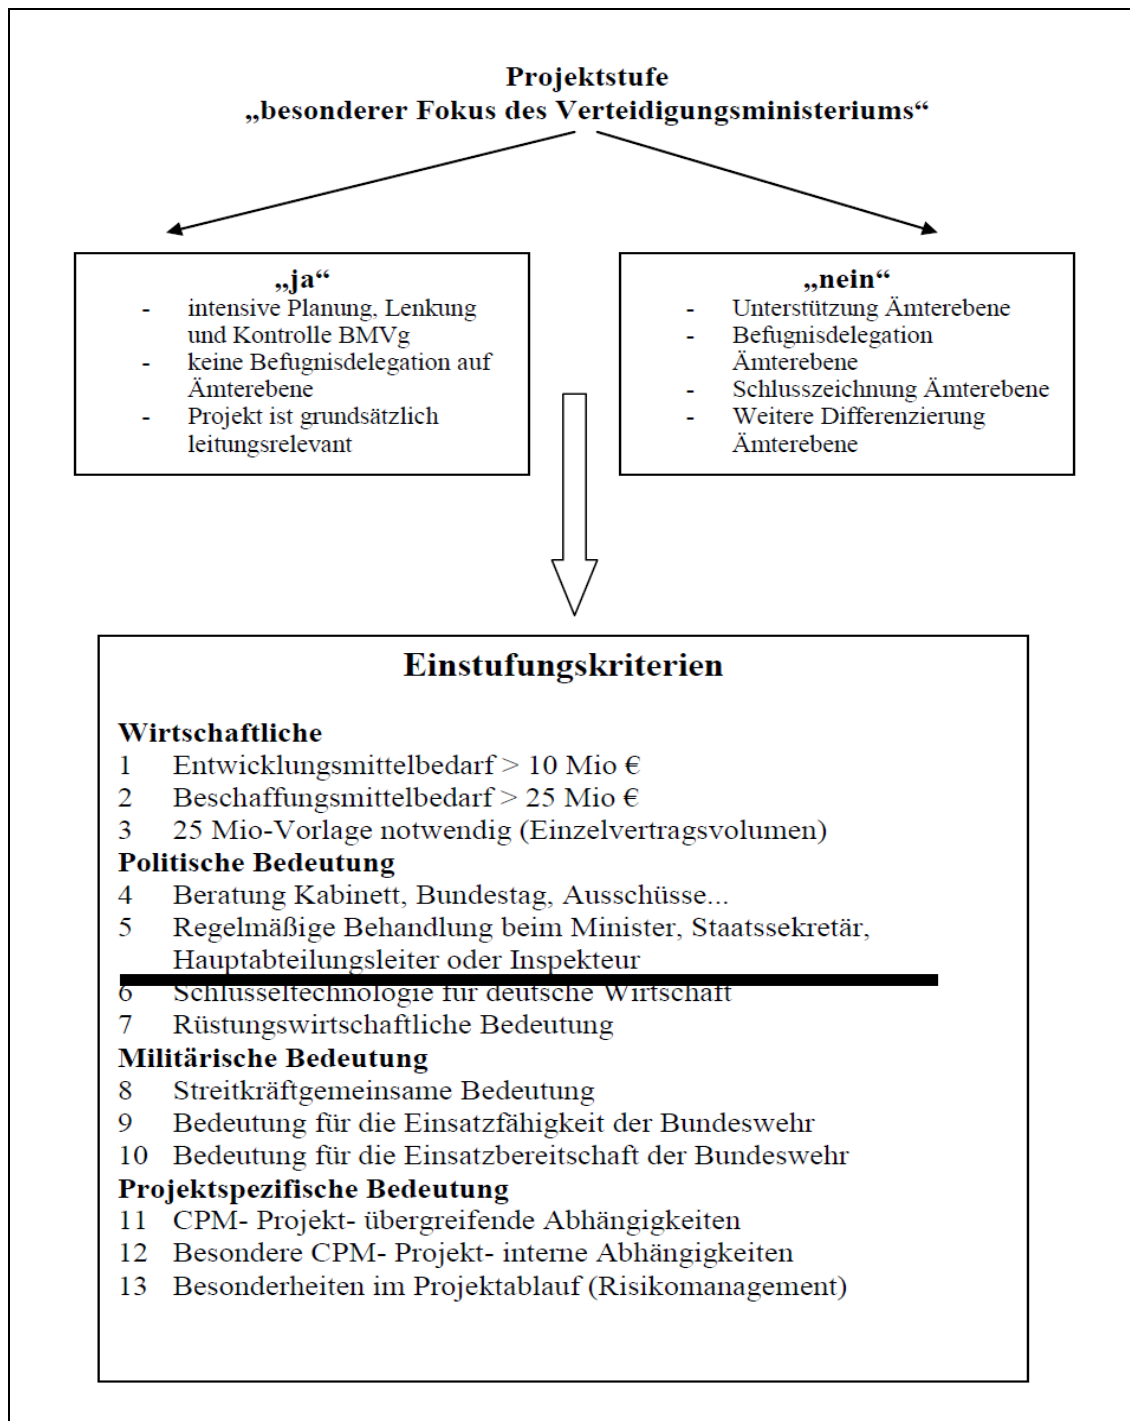 Projektstufe
„besonderer Fokus des Verteidigungsministeriums“
„ja“
- intensive Planung, Lenkung
und Kontrolle BMVg
- keine Befugnisdelegation auf
Ämterebene
- Projekt ist grundsätzlich
leitungsrelevant
„nein“
- Unterstützung Ämterebene
- Befugnisdelegation
Ämterebene
- Schlusszeichnung Ämterebene
- Weitere Differenzierung
Ämterebene
Einstufungskriterien
Wirtschaftliche
1 Entwicklungsmittelbedarf > 10 Mio €
2 Beschaffungsmittelbedarf > 25 Mio €
3 25 Mio-Vorlage notwendig (Einzelvertragsvolumen)
Politische Bedeutung
4 Beratung Kabinett, Bundestag, Ausschüsse...
5 Regelmäßige Behandlung beim Minister, Staatssekretär,
Hauptabteilungsleiter oder Inspekteur
6 Schlüsseltechnologie für deutsche Wirtschaft
7 Rüstungswirtschaftliche Bedeutung
Militärische Bedeutung
8 Streitkräftgemeinsame Bedeutung
9 Bedeutung für die Einsatzfähigkeit der Bundeswehr
10 Bedeutung für die Einsatzbereitschaft der Bundeswehr
Projektspezifische Bedeutung
11 CPM- Projekt- übergreifende Abhängigkeiten
12 Besondere CPM- Projekt- interne Abhängigkeiten
13 Besonderheiten im Projektablauf (Risikomanagement)